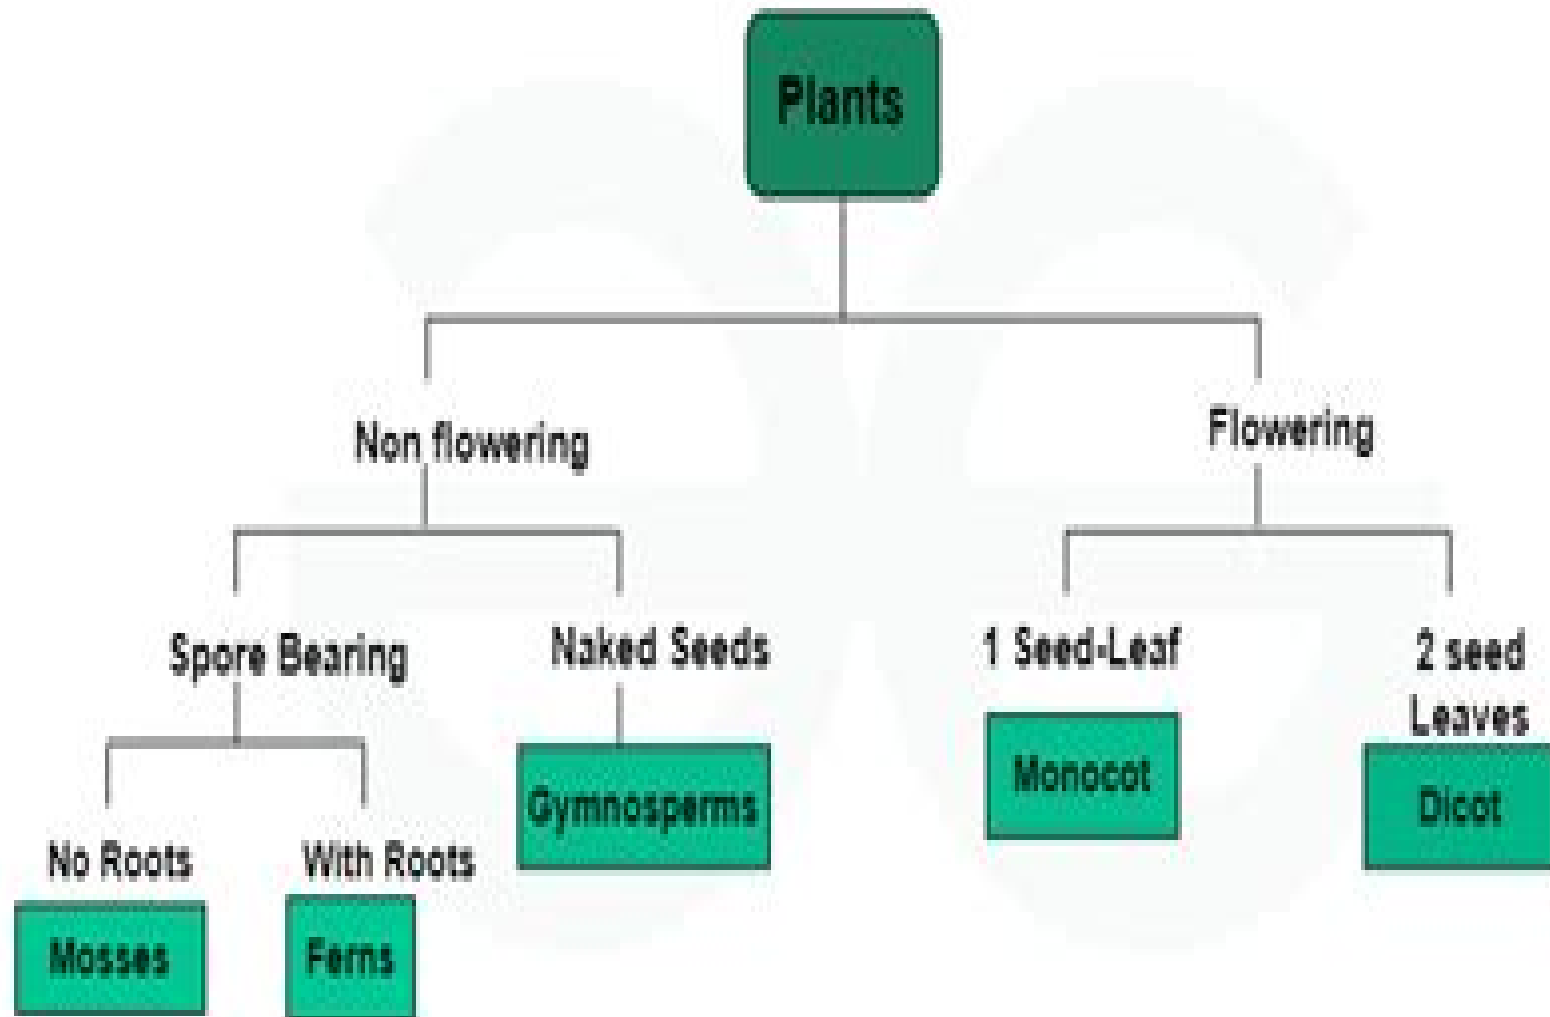 Plants
Non flowering
Flowering
Spore Bearing
Naked Seeds
1 Seed-Leaf
2 seed
Leaves
Gymnosperms
Monocot
Dicot
No Roots
With Roots
Mosses
Ferns